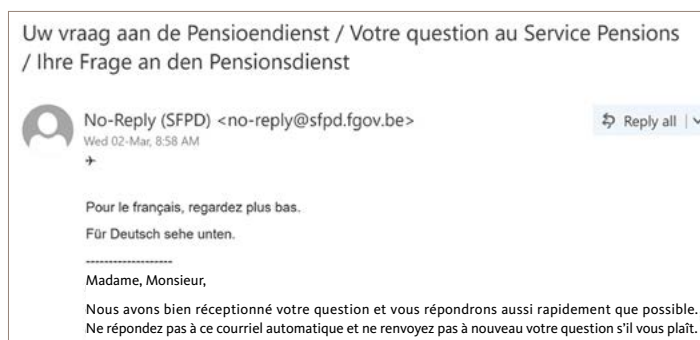 Uw vraag aan de Pensioendienst / Votre question au Service Pensions
/ Ihre Frage an den Pensionsdienst
No-Reply (SFPD) <no-reply@sfpd.fgov.be>
Reply all
Wed 02-Mar, 8:58 AM
Pour le français, regardez plus bas.
Für Deutsch sehe unten.
-------------------
Madame, Monsieur,
Nous avons bien réceptionné votre question et vous répondrons aussi rapidement que possible.
Ne répondez pas à ce courriel automatique et ne renvoyez pas à nouveau votre question s'il vous plaît.